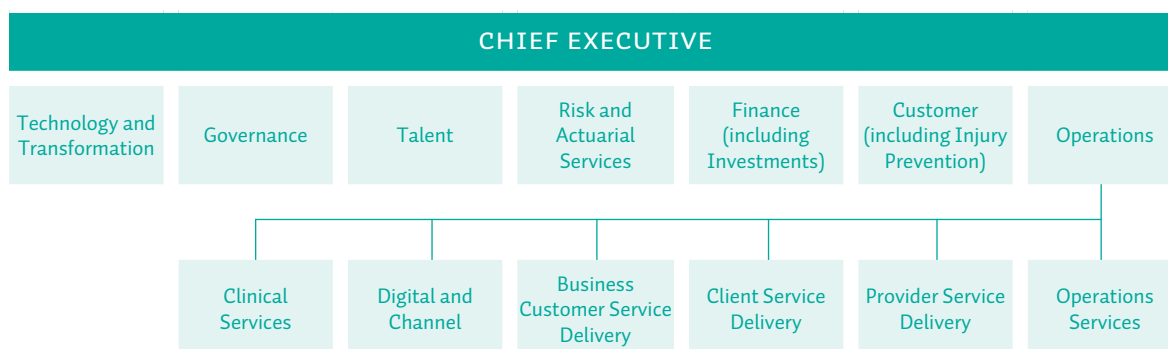 CHIEF EXECUTIVE
Technology and
Transformation
Governance
Talent
Risk and
Actuarial
Services
Finance
(including
Investments)
Customer
(including Injury
Prevention)
Operations
Clinical
Services
Digital and
Channel
Business
Customer Service
Delivery
Client Service
Delivery
Provider Service
Delivery
Operations
Services